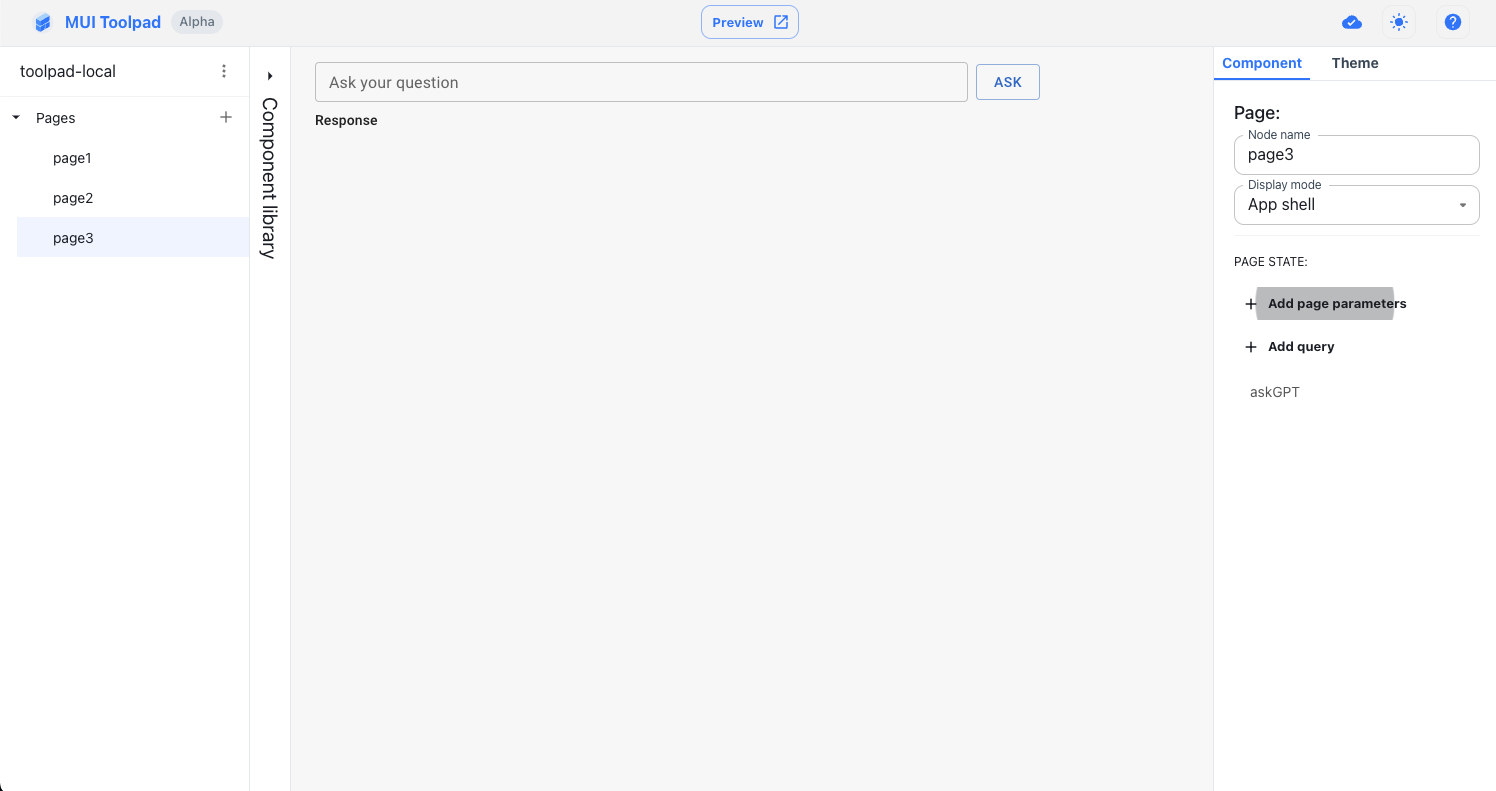 MUI Toolpad Alpha
Preview
toolpad-local
Pages
page1
page2
page3
Component library
Ask your question
ASK
Response
Component Theme
Page:
Node name
page3
Display mode
App shell
PAGE STATE:
Add page parameters
Add query
askGPT